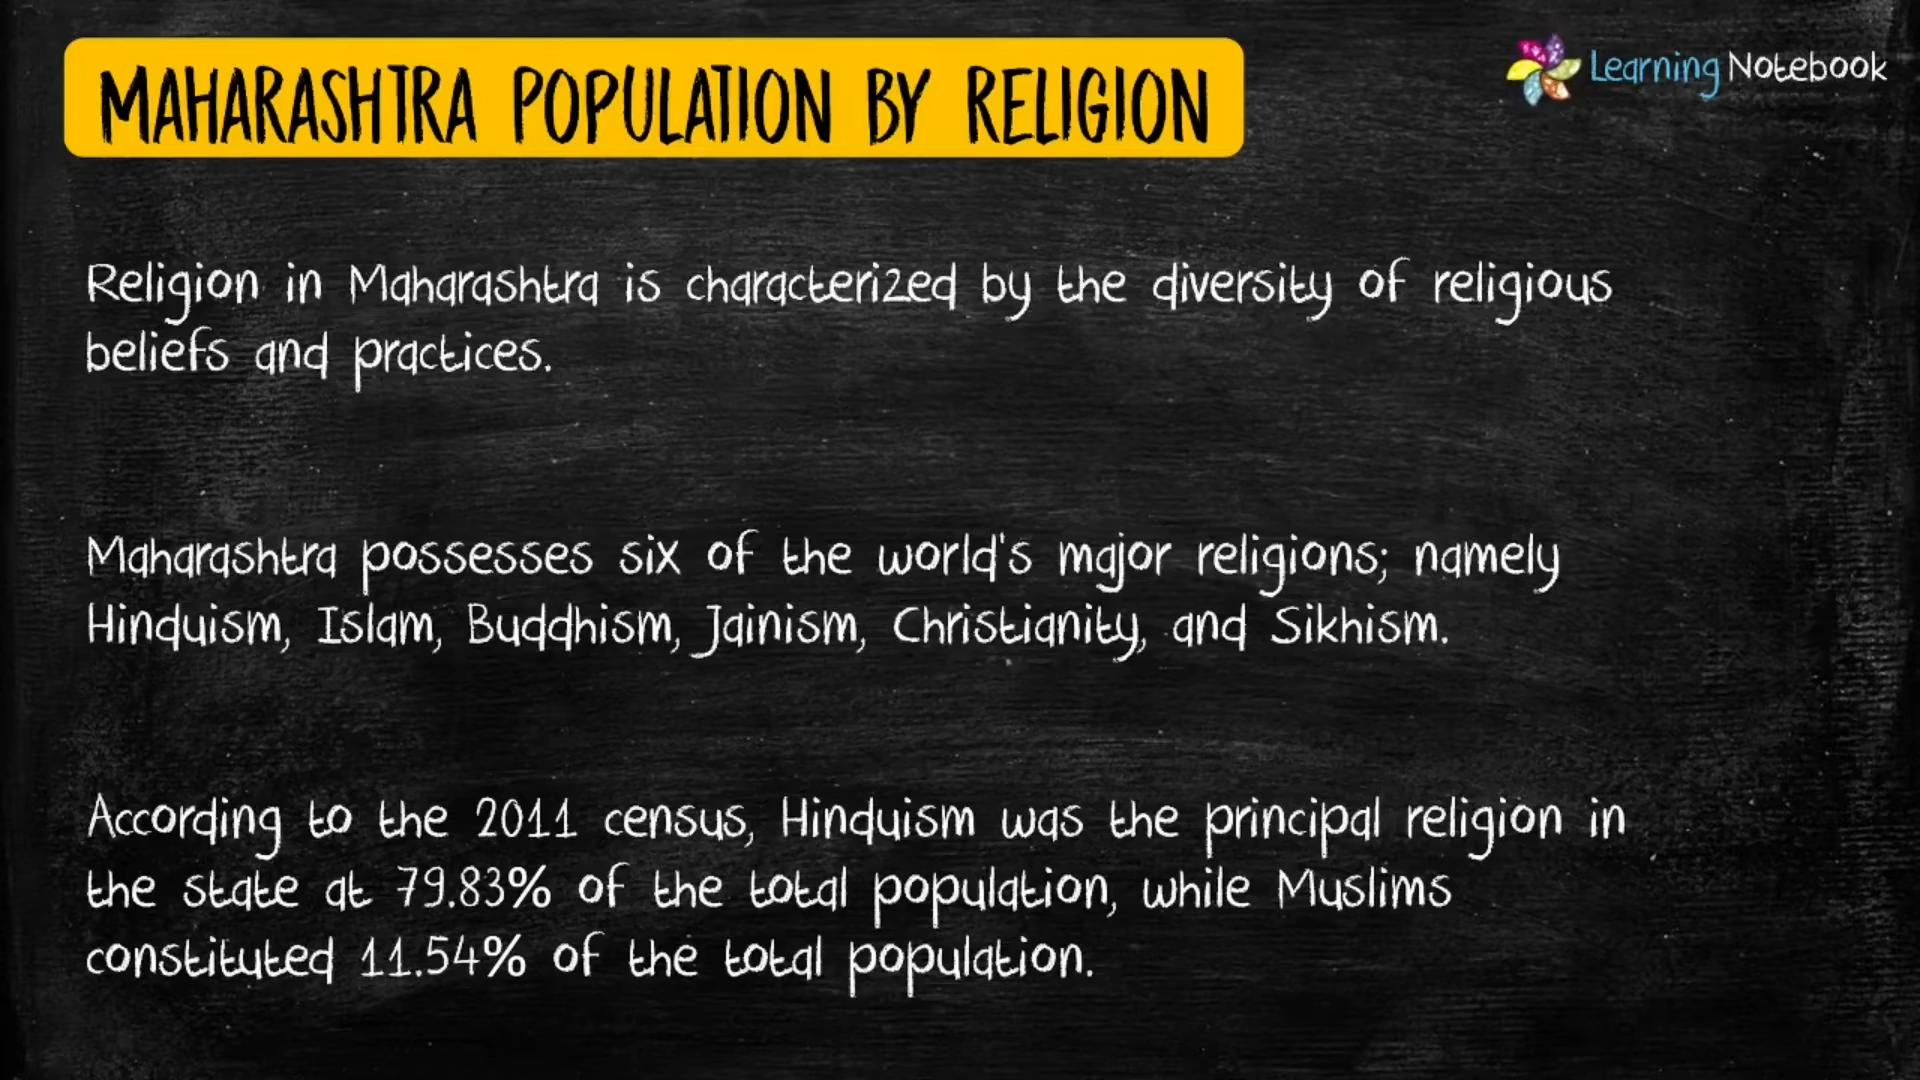 MAHARASHTRA POPULATION BY RELIGION
Learning Notebook
Religion in Maharashtra is characterized by the diversity of religious
beliefs and practices.
Maharashtra possesses six of the world's major religions; namely
Hinduism, Islam, Buddhism, Jainism, Christianity, and Sikhism.
According to the 2011 census, Hinduism was the principal religion in
the state at 79.83% of the total population, while Muslims
constituted 11.54% of the total population.